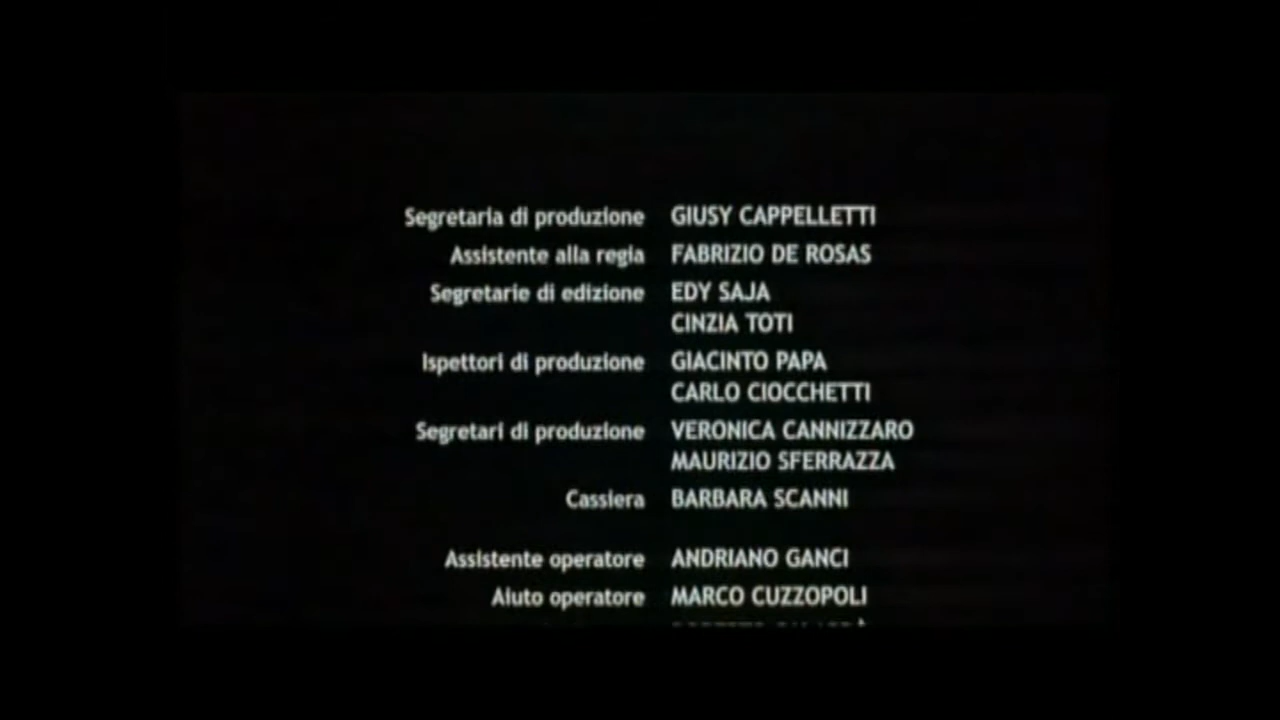 Segretaria di produzione GIUSY CAPPELLETTI
Assistente alla regia FABRIZIO DE ROSAS
Segretarie di edizione EDY SAJA
CINZIA TOTI
Ispettori di produzione GIACINTO PAPA
CARLO CIOCCHETTI
Segretari di produzione VERONICA CANNIZZARO
MAURIZIO SFERRAZZA
Cassiera BARBARA SCANNI
Assistente operatore ANDRIANO GANCI
Aiuto operatore MARCO CUZZOPOLI